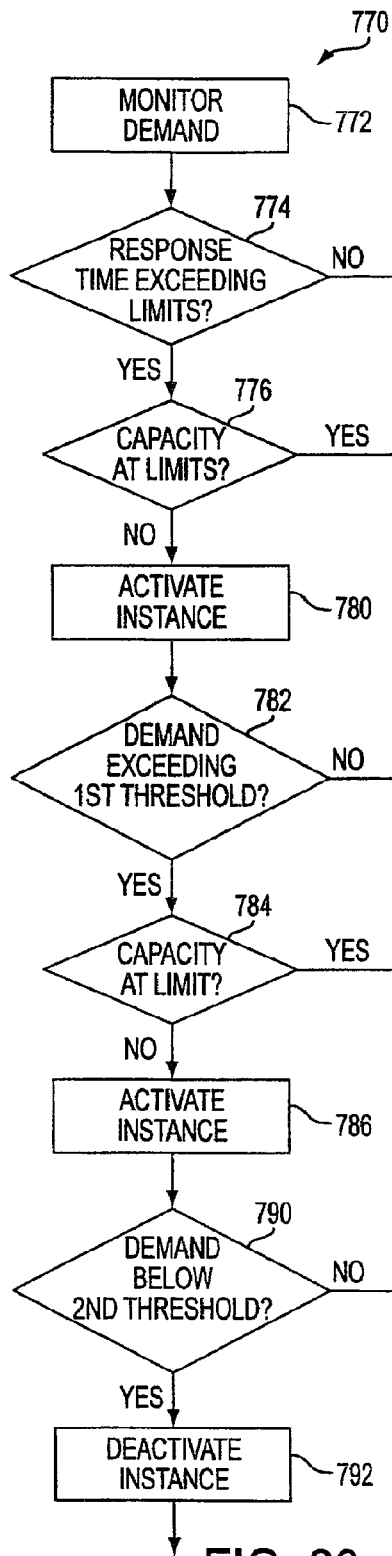 770
MONITOR
DEMAND
772
774
RESPONSE
TIME EXCEEDING
LIMITS?
NO
YES
776
CAPACITY
AT LIMITS?
YES
NO
ACTIVATE
INSTANCE
780
782
DEMAND
EXCEEDING
1ST THRESHOLD?
NO
YES
784
CAPACITY
AT LIMIT?
YES
NO
ACTIVATE
INSTANCE
786
790
DEMAND
BELOW
2ND THRESHOLD?
NO
YES
DEACTIVATE
INSTANCE
792
FIG.